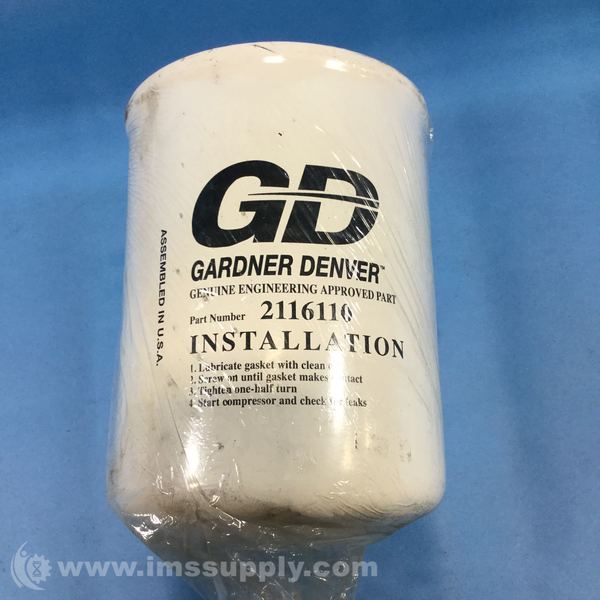 GD
GARDNER DENVER™
GENUINE ENGINEERING APPROVED PART
Part Number 2116110
INSTALLATION
1. Lubricate gasket with clean
2. Screw on until gasket makes contact
3. Tighten one-half turn
4. Start compressor and check for leaks
ASSEMBLED IN U.S.A.
www.imssupply.com